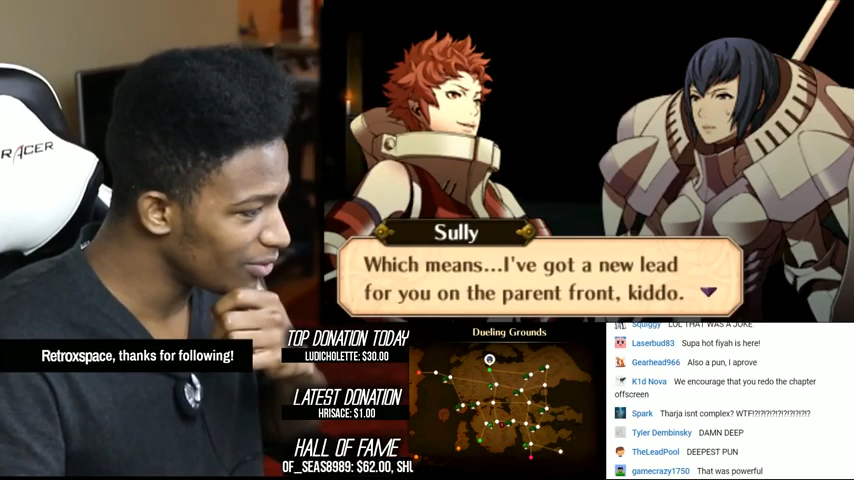 RACER
Sully
Which means...I've got a new lead
for you on the parent front, kiddo.
Retroxspace, thanks for following!
TOP DONATION TODAY
LUDICHOLETTE: $30.00
LATEST DONATION
HRISACE: $1.00
HALL OF FAME
OF_SEAS8989: $62.00, SHU
Dueling Grounds
Squiggy LOL THAT WAS A JOKE
Laserbud83 Supa hot fiyah is here!
Gearhead966 Also a pun, I aprove
K1d Nova We encourage that you redo the chapter
offscreen
Spark Tharja isnt complex? WTF!?!?!?!?!?!?!?!?!?
Tyler Dembinsky DAMN DEEP
TheLeadPool DEEPEST PUN
gamecrazy1750 That was powerful